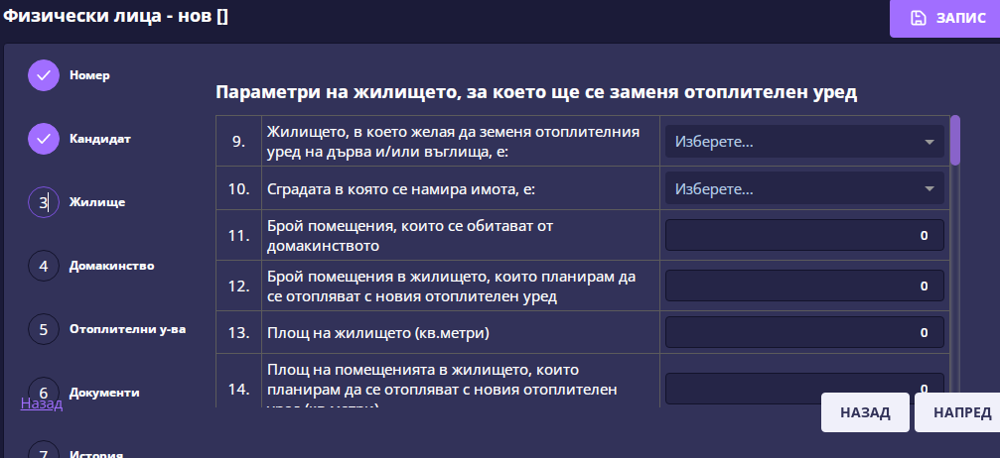 Физически лица - нов []
ЗАПИС
Номер
Кандидат
3
Жилище
4
Домакинство
5
Отоплителни у-ва
6
Документи
Назад
7
История
Параметри на жилището, за което ще се заменя отоплителен уред
9.
Жилището, в което желая да земеня отоплителния
уред на дърва и/или въглища, е:
Изберете...
10.
Сградата в която се намира имота, е:
Изберете...
11.
Брой помещения, които се обитават от
домакинството
0
12.
Брой помещения в жилището, които планирам да
се отопляват с новия отоплителен уред
0
13.
Площ на жилището (кв.метри)
0
14.
Площ на помещенията в жилището, които
планирам да се отопляват с новия отоплителен
уред (кв.метри)
0
НАЗАД
НАПРЕД